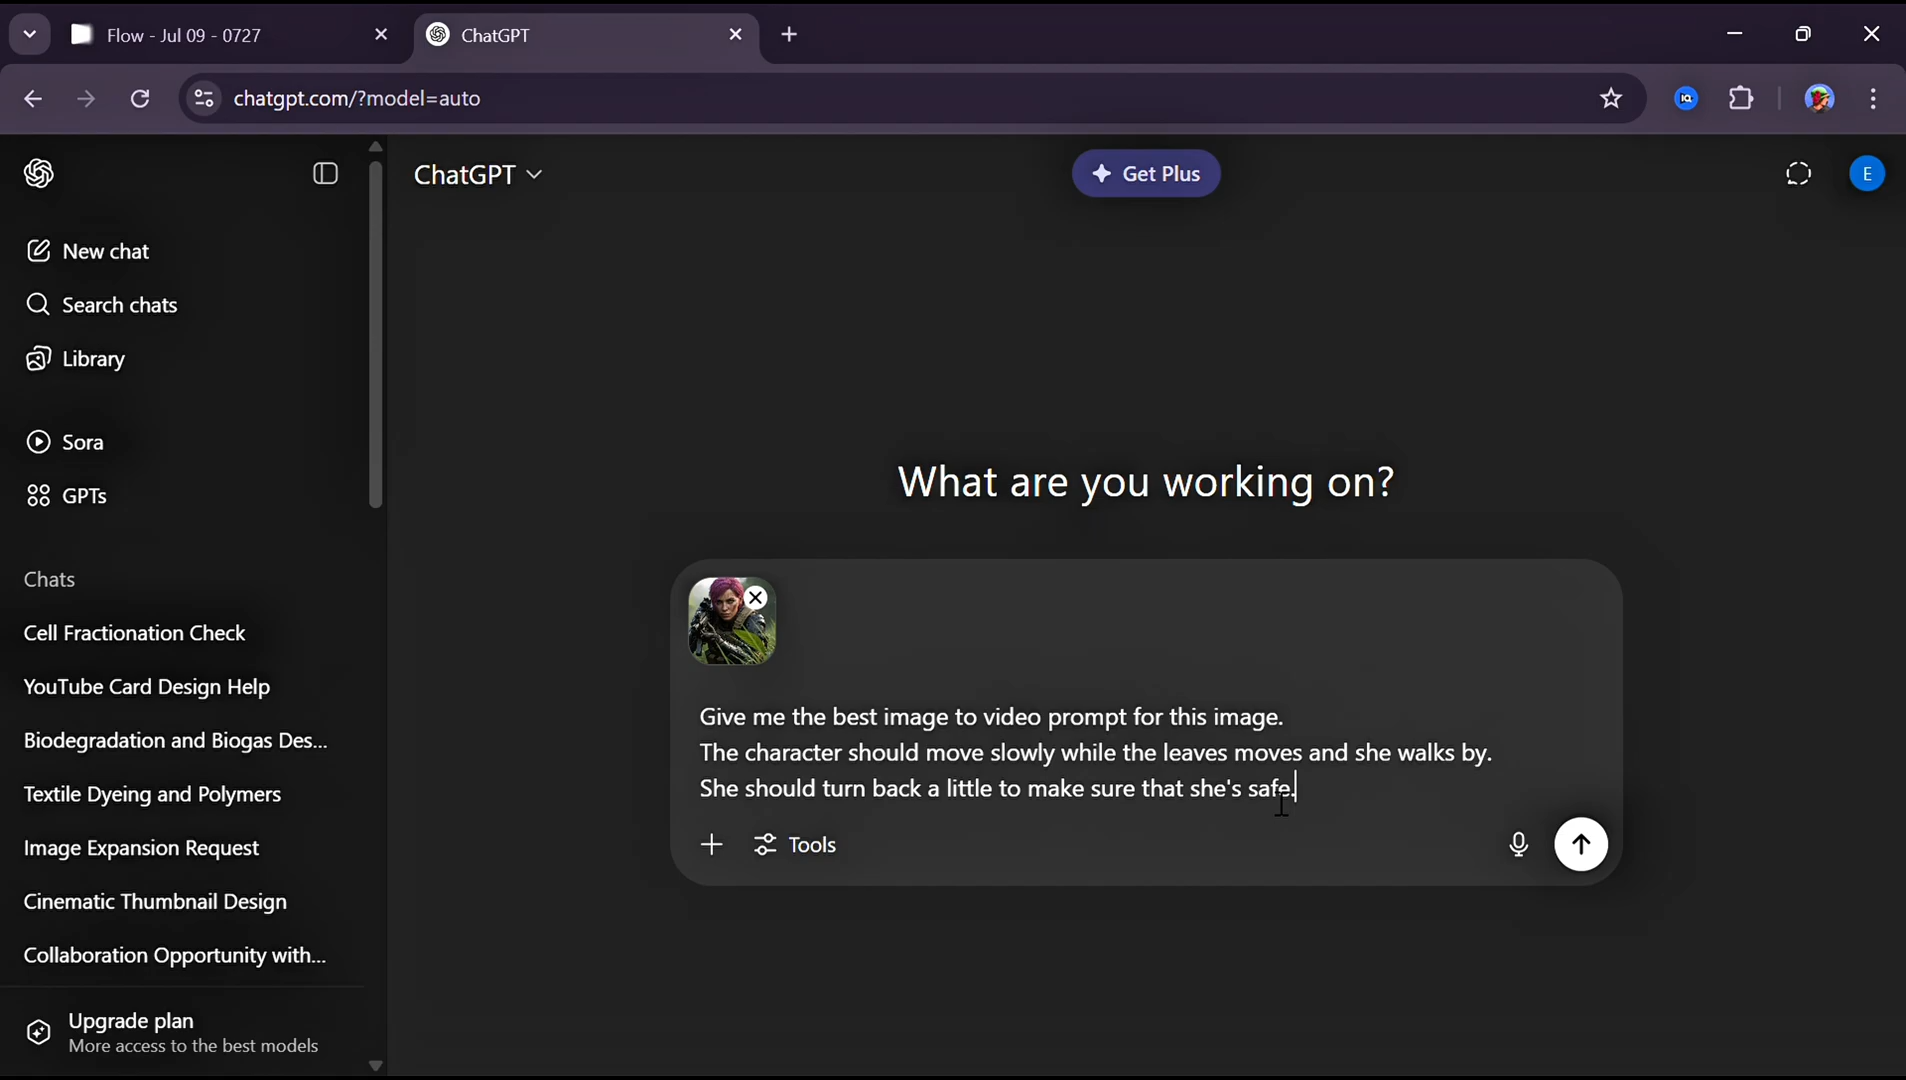 Flow - Jul 09 - 0727
ChatGPT
chatgpt.com/?model=auto
ChatGPT
Get Plus
E
New chat
Search chats
Library
Sora
GPTs
Chats
Cell Fractionation Check
YouTube Card Design Help
Biodegradation and Biogas Des...
Textile Dyeing and Polymers
Image Expansion Request
Cinematic Thumbnail Design
Collaboration Opportunity with...
Upgrade plan
More access to the best models
What are you working on?
Give me the best image to video prompt for this image.
The character should move slowly while the leaves moves and she walks by.
She should turn back a little to make sure that she's safe.
Tools